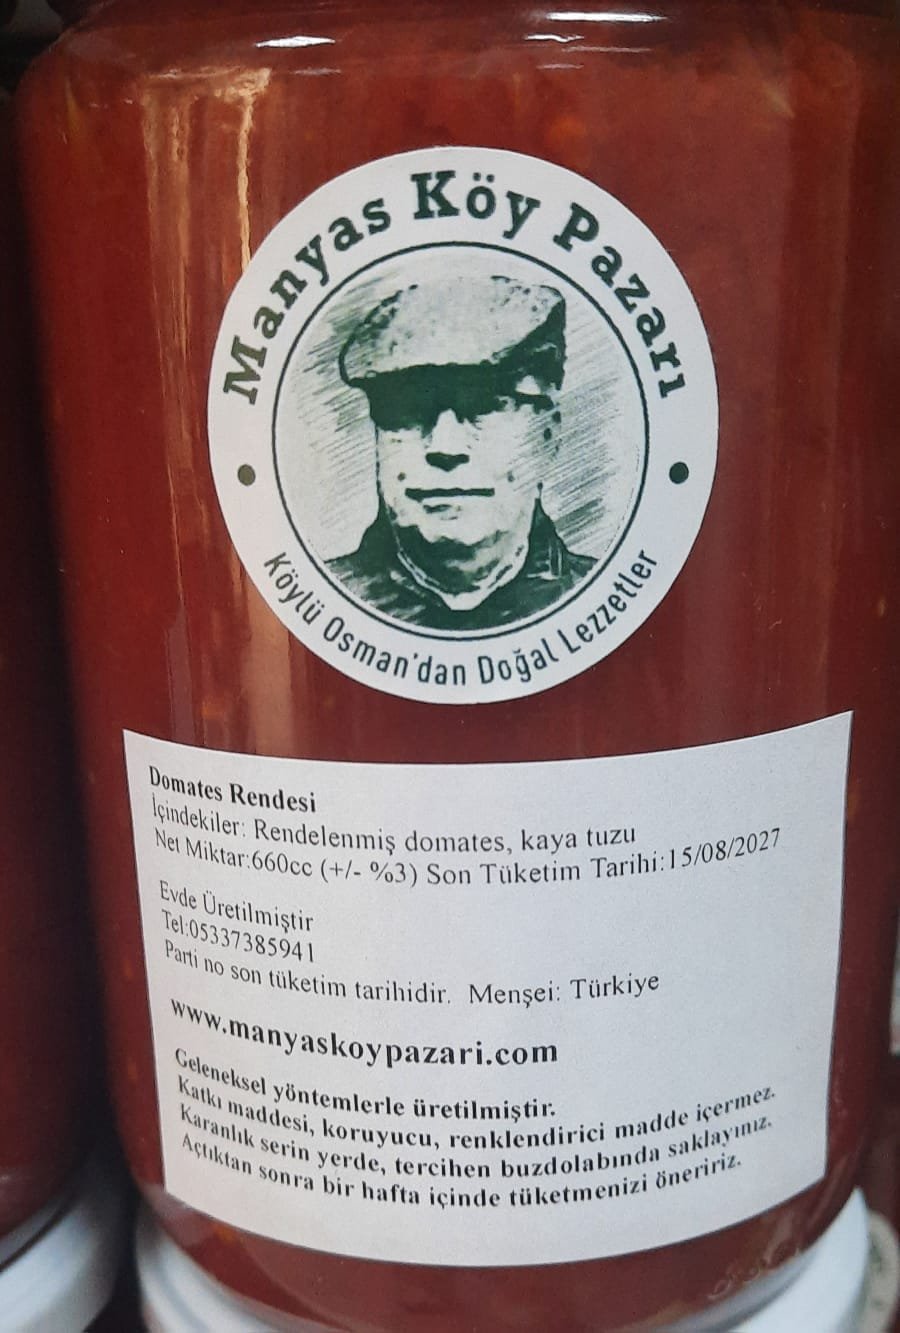 Manyas Köy Pazarı
Köylü Osman'dan Doğal Lezzetler
Domates Rendesi
İçindekiler: Rendelenmiş domates, kaya tuzu
Net Miktar:660cc (+/- %3) Son Tüketim Tarihi:15/08/2027
Evde Üretilmiştir
Tel:05337385941
Parti no son tüketim tarihidir. Menşei: Türkiye
www.manyaskoypazari.com
Geleneksel yöntemlerle üretilmiştir.
Katkı maddesi, koruyucu, renklendirici madde içermez.
Karanlık serin yerde, tercihen buzdolabında saklayınız.
Açtıktan sonra bir hafta içinde tüketmenizi öneririz.